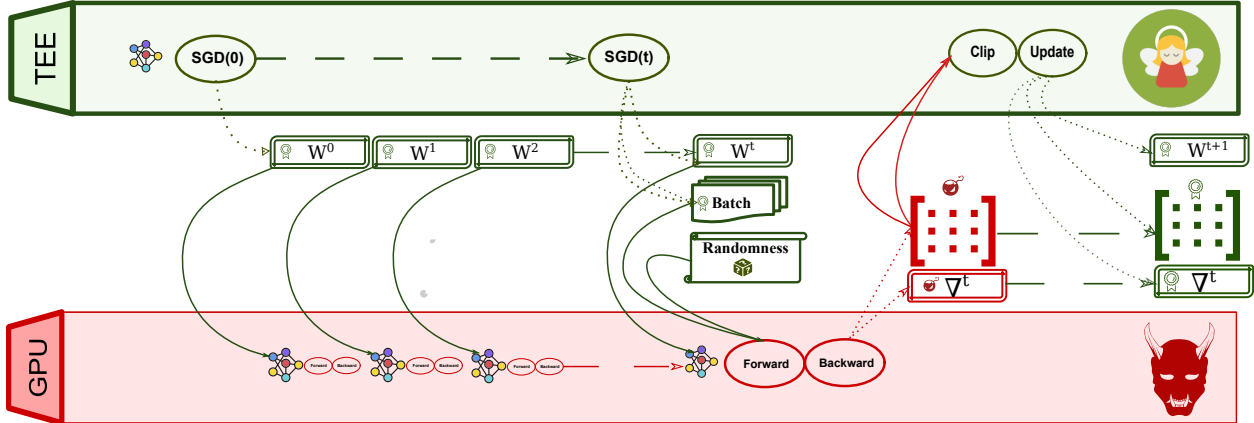 TEE
SGD(0)
SGD(t)
Clip
Update
W⁰
W¹
W²
Wᵗ
Wᵗ⁺¹
Batch
Randomness
? ? ?
∇ᵗ
∇ᵗ
GPU
Forward
Backward
Forward
Backward
Forward
Backward
Forward
Backward